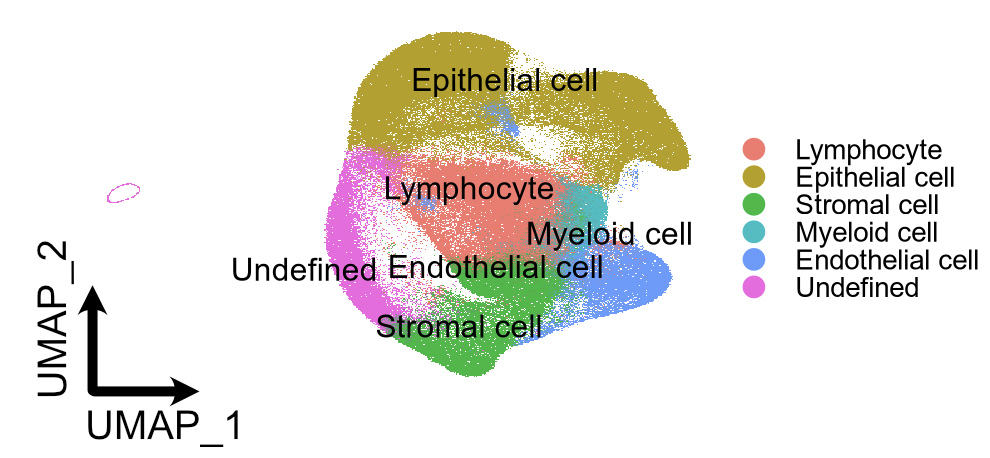 Epithelial cell
Lymphocyte
Myeloid cell
Undefined
Endothelial cell
Stromal cell
UMAP_2
UMAP_1
Lymphocyte
Epithelial cell
Stromal cell
Myeloid cell
Endothelial cell
Undefined